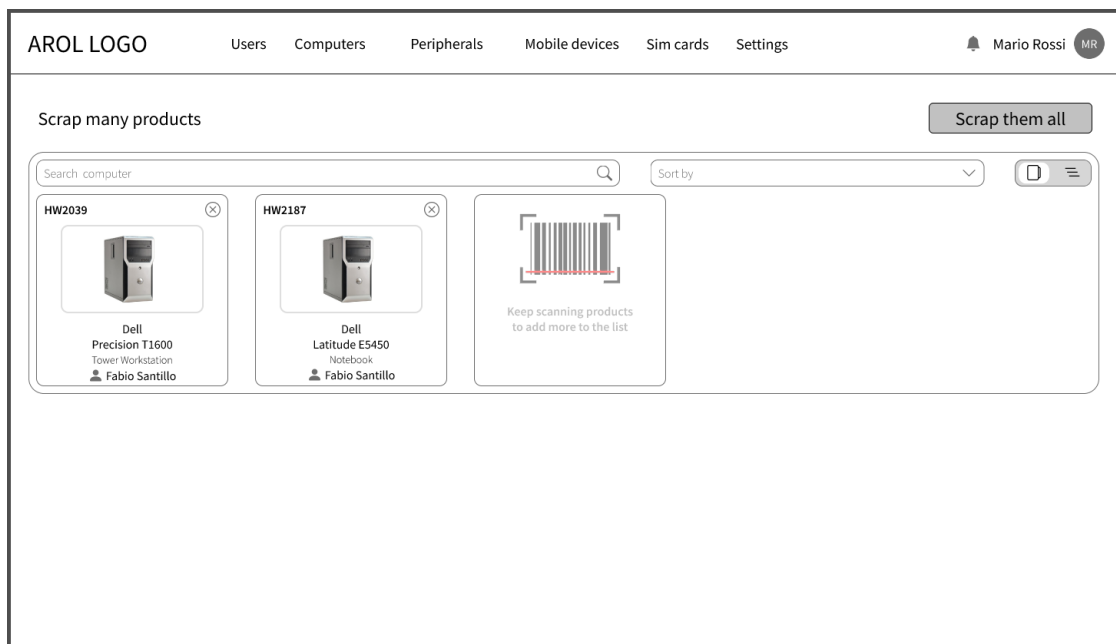 AROL LOGO
Users
Computers
Peripherals
Mobile devices
Sim cards
Settings
Mario Rossi
MR
Scrap many products
Scrap them all
Search computer
Sort by
HW2039
Dell
Precision T1600
Tower Workstation
Fabio Santillo
HW2187
Dell
Latitude E5450
Notebook
Fabio Santillo
Keep scanning products
to add more to the list